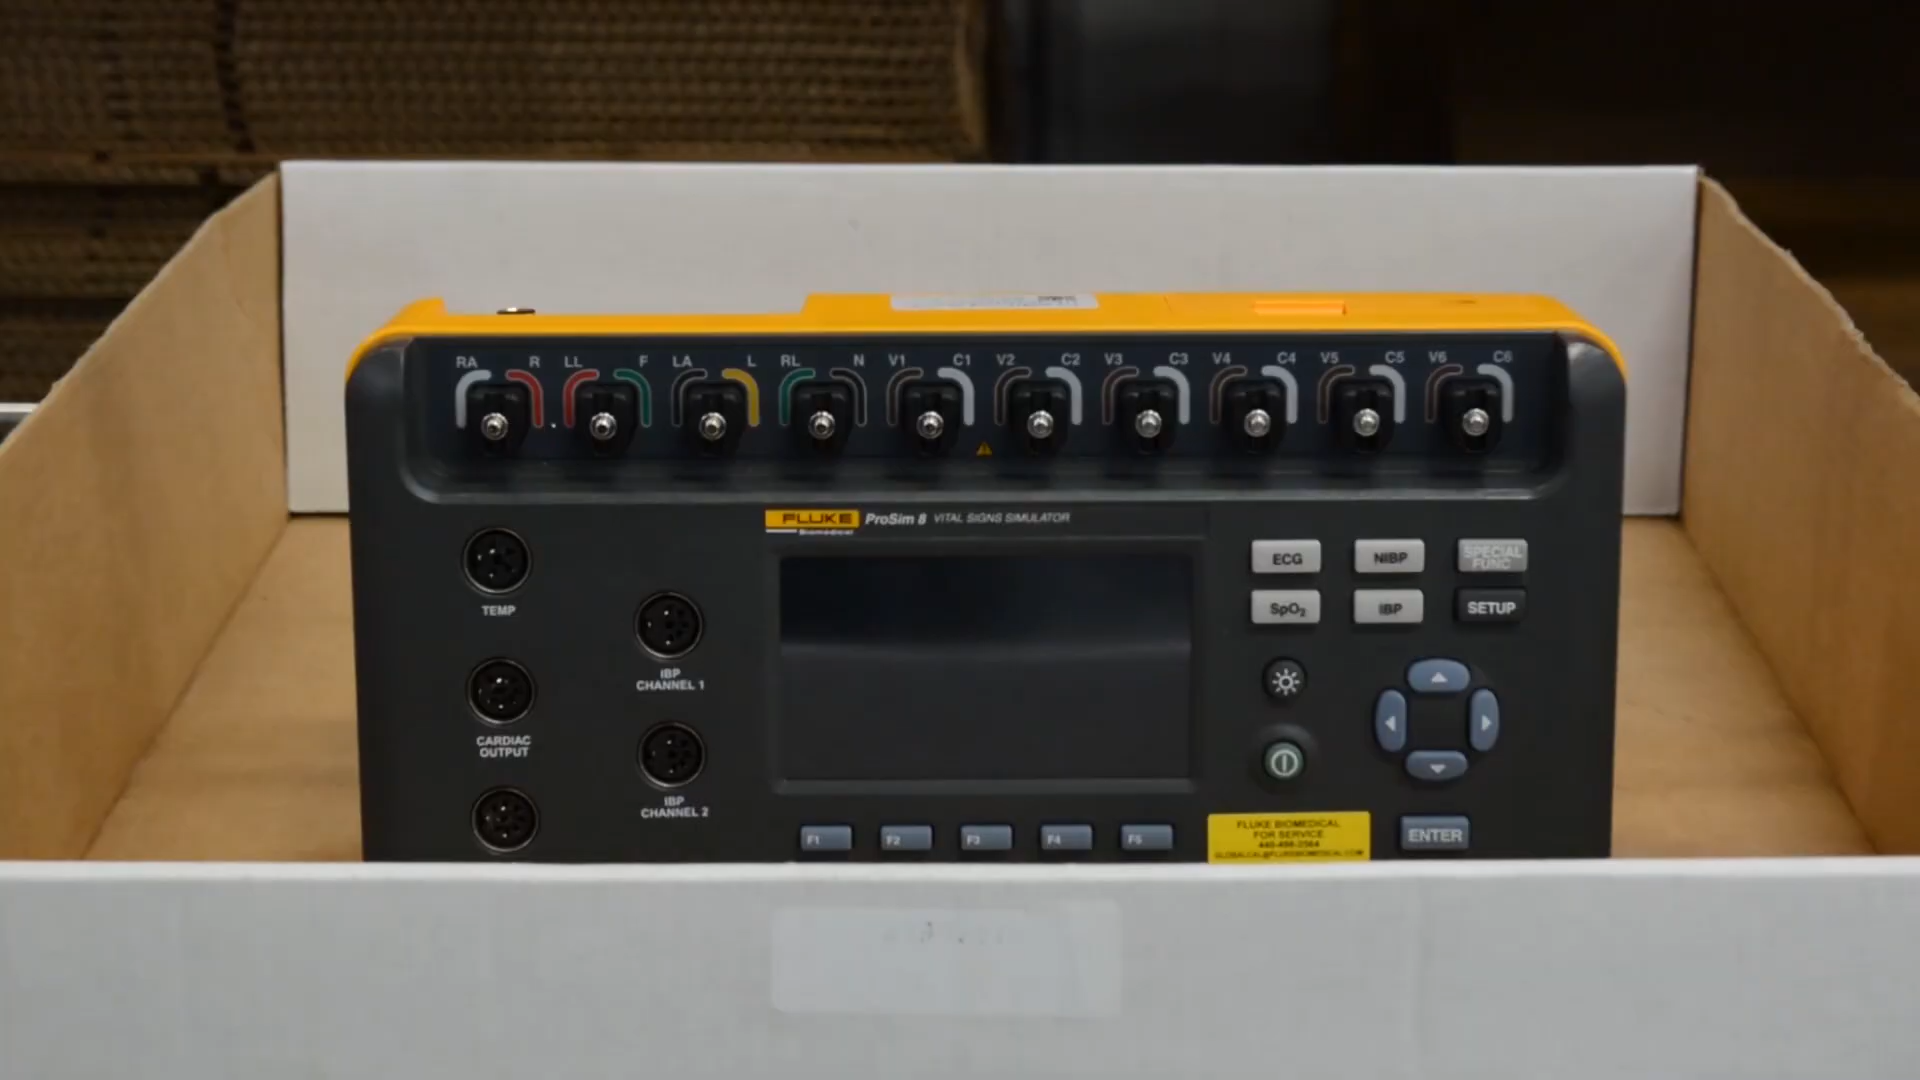 RA R LL F LA L RL N V1 C1 V2 C2 V3 C3 V4 C4 V5 C5 V6 C6
FLUKE ProSim 8 VITAL SIGNS SIMULATOR
Biomedical
ECG NIBP SPECIAL FUNC
SpO2 IBP SETUP
TEMP
IBP
CHANNEL 1
CARDIAC
OUTPUT
IBP
CHANNEL 2
F1 F2 F3 F4 F5
FLUKE BIOMEDICAL
FOR SERVICE
ENTER